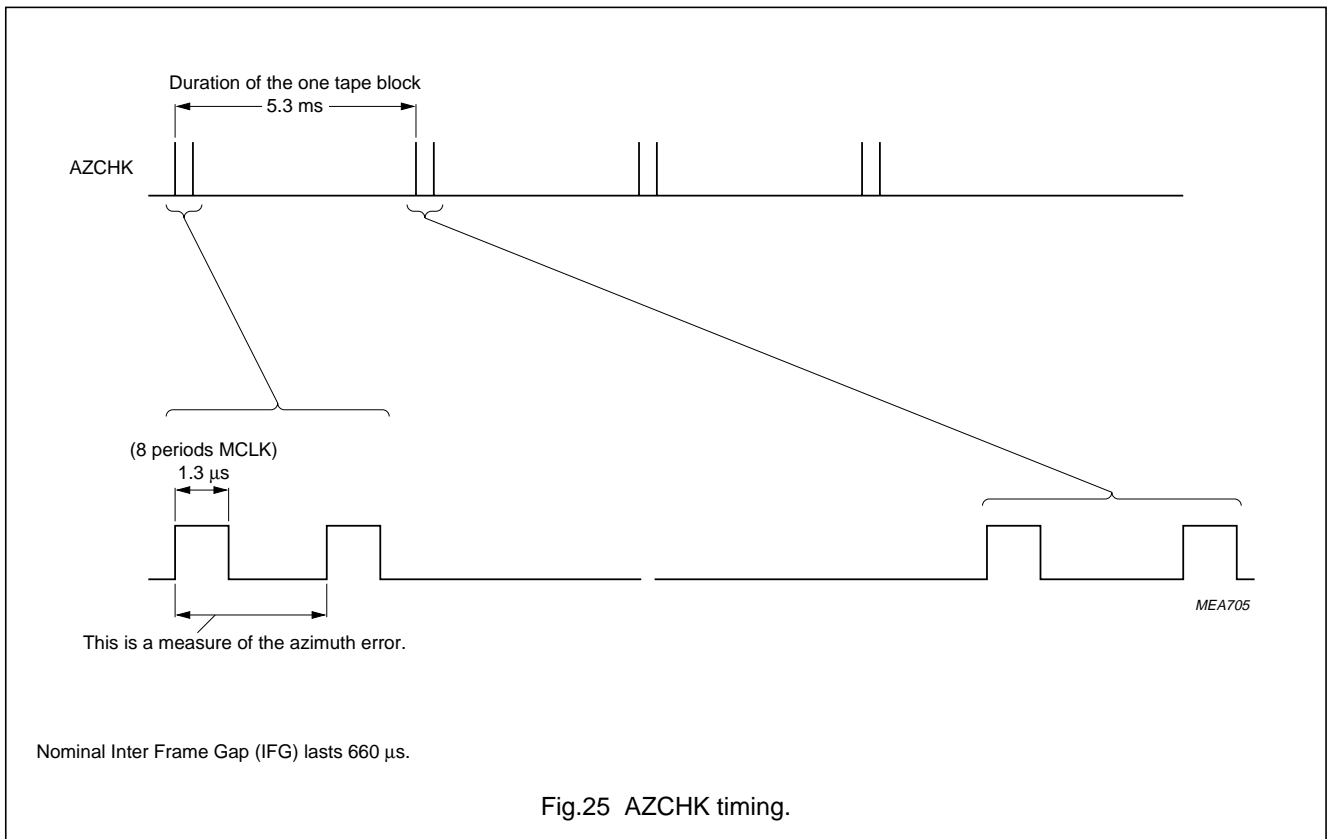 Duration of the one tape block
5.3 ms
AZCHK
(8 periods MCLK)
1.3 μs
MEA705
This is a measure of the azimuth error.
Nominal Inter Frame Gap (IFG) lasts 660 μs.
Fig.25 AZCHK timing.